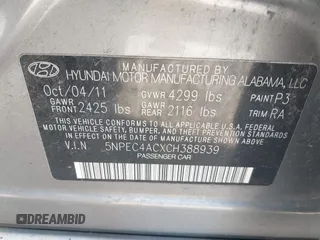 MANUFACTURED BY
HYUNDAI MOTOR MANUFACTURING ALABAMA, LLC
Oct/04/11 GVWR 4299 lbs PAINT P3
GAWR FRONT 2425 lbs GAWR REAR 2116 lbs TRIM RA
THIS VEHICLE CONFORMS TO ALL APPLICABLE U.S. FEDERAL
MOTOR VEHICLE SAFETY, BUMPER, AND THEFT PREVENTION
STANDARDS IN EFFECT ON THE DATE OF MANUFACTURE SHOWN ABOVE.
V.I.N. 5NPEC4ACXCH388939
PASSENGER CAR
DREAMBID